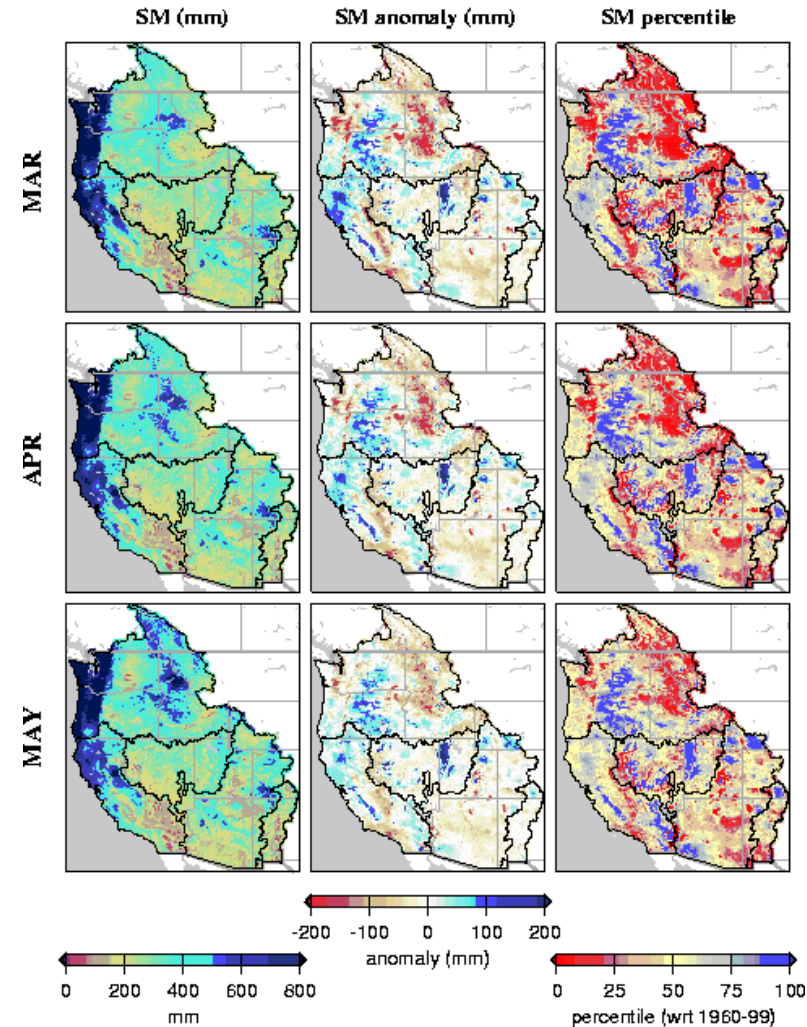 SM (mm) SM anomaly (mm) SM percentile
MAR
APR
MAY
-200 -100 0 100 200
anomaly (mm)
0 200 400 600 800
mm
0 25 50 75 100
percentile (wrt 1960-99)